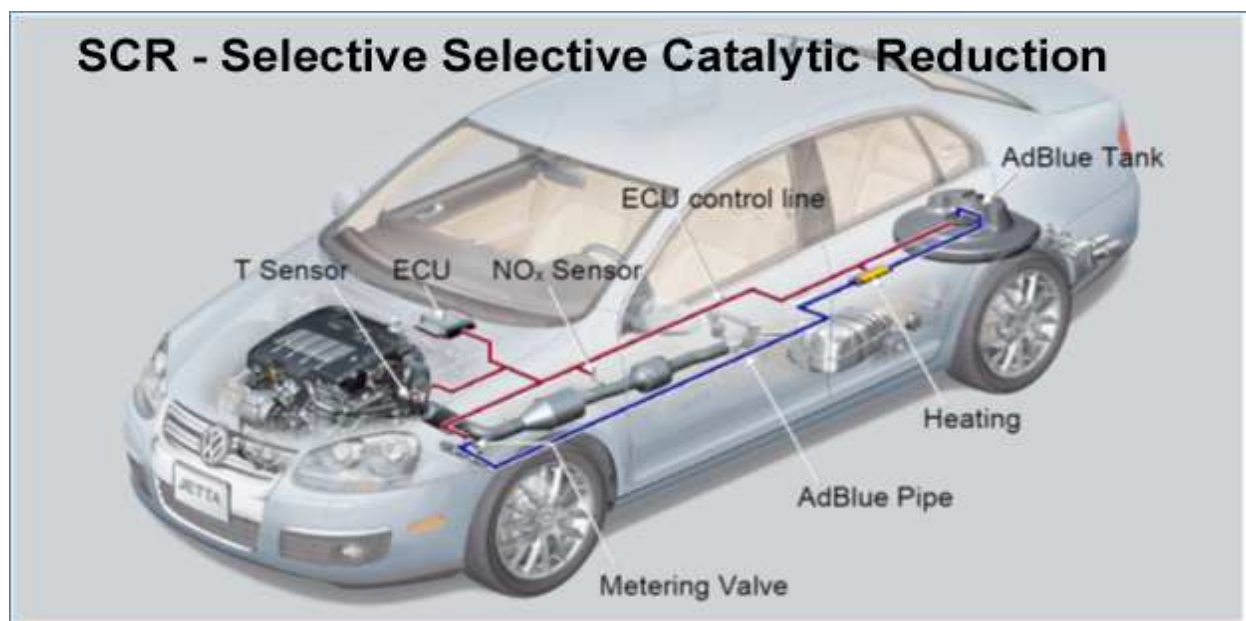 SCR - Selective Selective Catalytic Reduction
AdBlue Tank
ECU control line
T Sensor
ECU
NOₓ Sensor
Heating
AdBlue Pipe
JETTA
Metering Valve